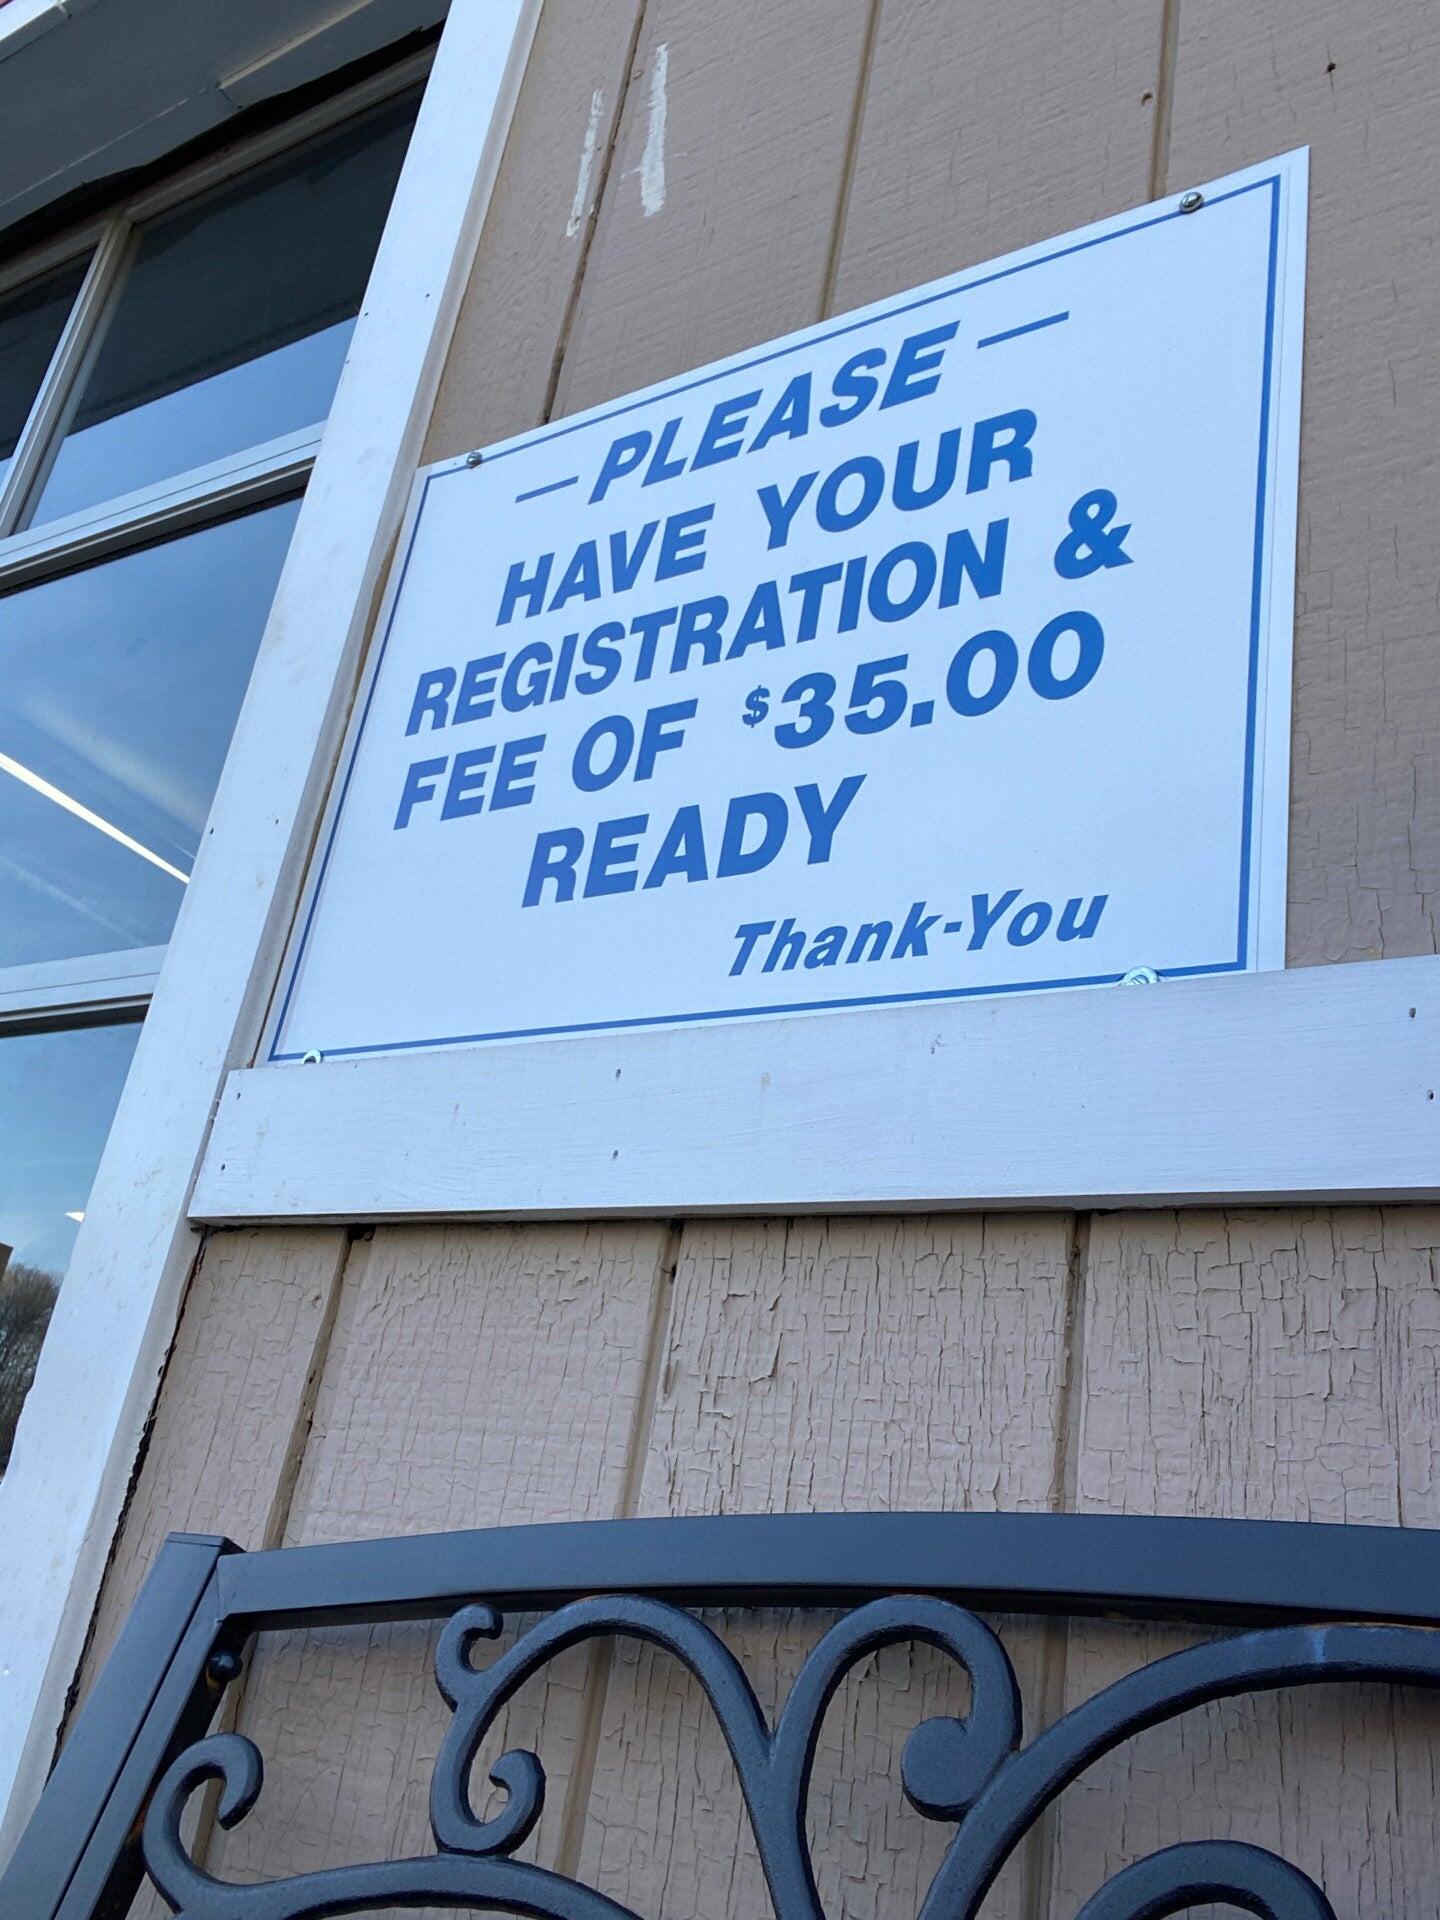 — PLEASE —
HAVE YOUR
REGISTRATION &
FEE OF $35.00
READY
Thank-You